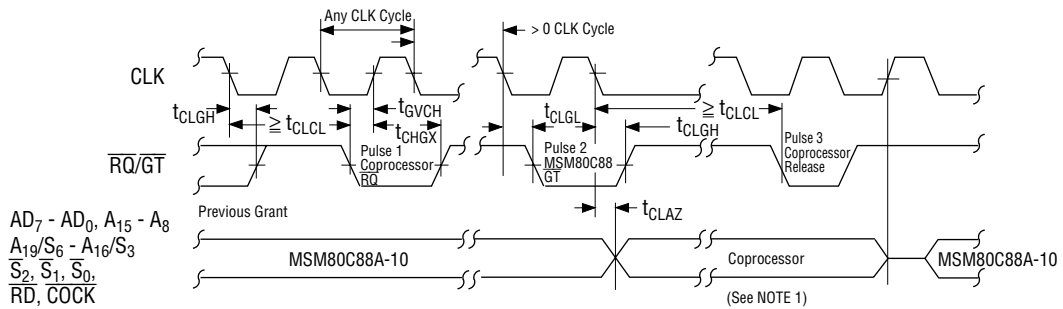 Any CLK Cycle
> 0 CLK Cycle
CLK
tCLGH
≧ tCLCL
tGVCH
tCHGX
tCLGL
≧ tCLCL
tCLGH
RQ/GT
Pulse 1
Coprocessor
RQ
Pulse 2
MSM80C88
GT
Pulse 3
Coprocessor
Release
Previous Grant
tCLAZ
AD7 - AD0, A15 - A8
A19/S6 - A16/S3
S2, S1, S0,
RD, COCK
MSM80C88A-10
Coprocessor
MSM80C88A-10
(See NOTE 1)